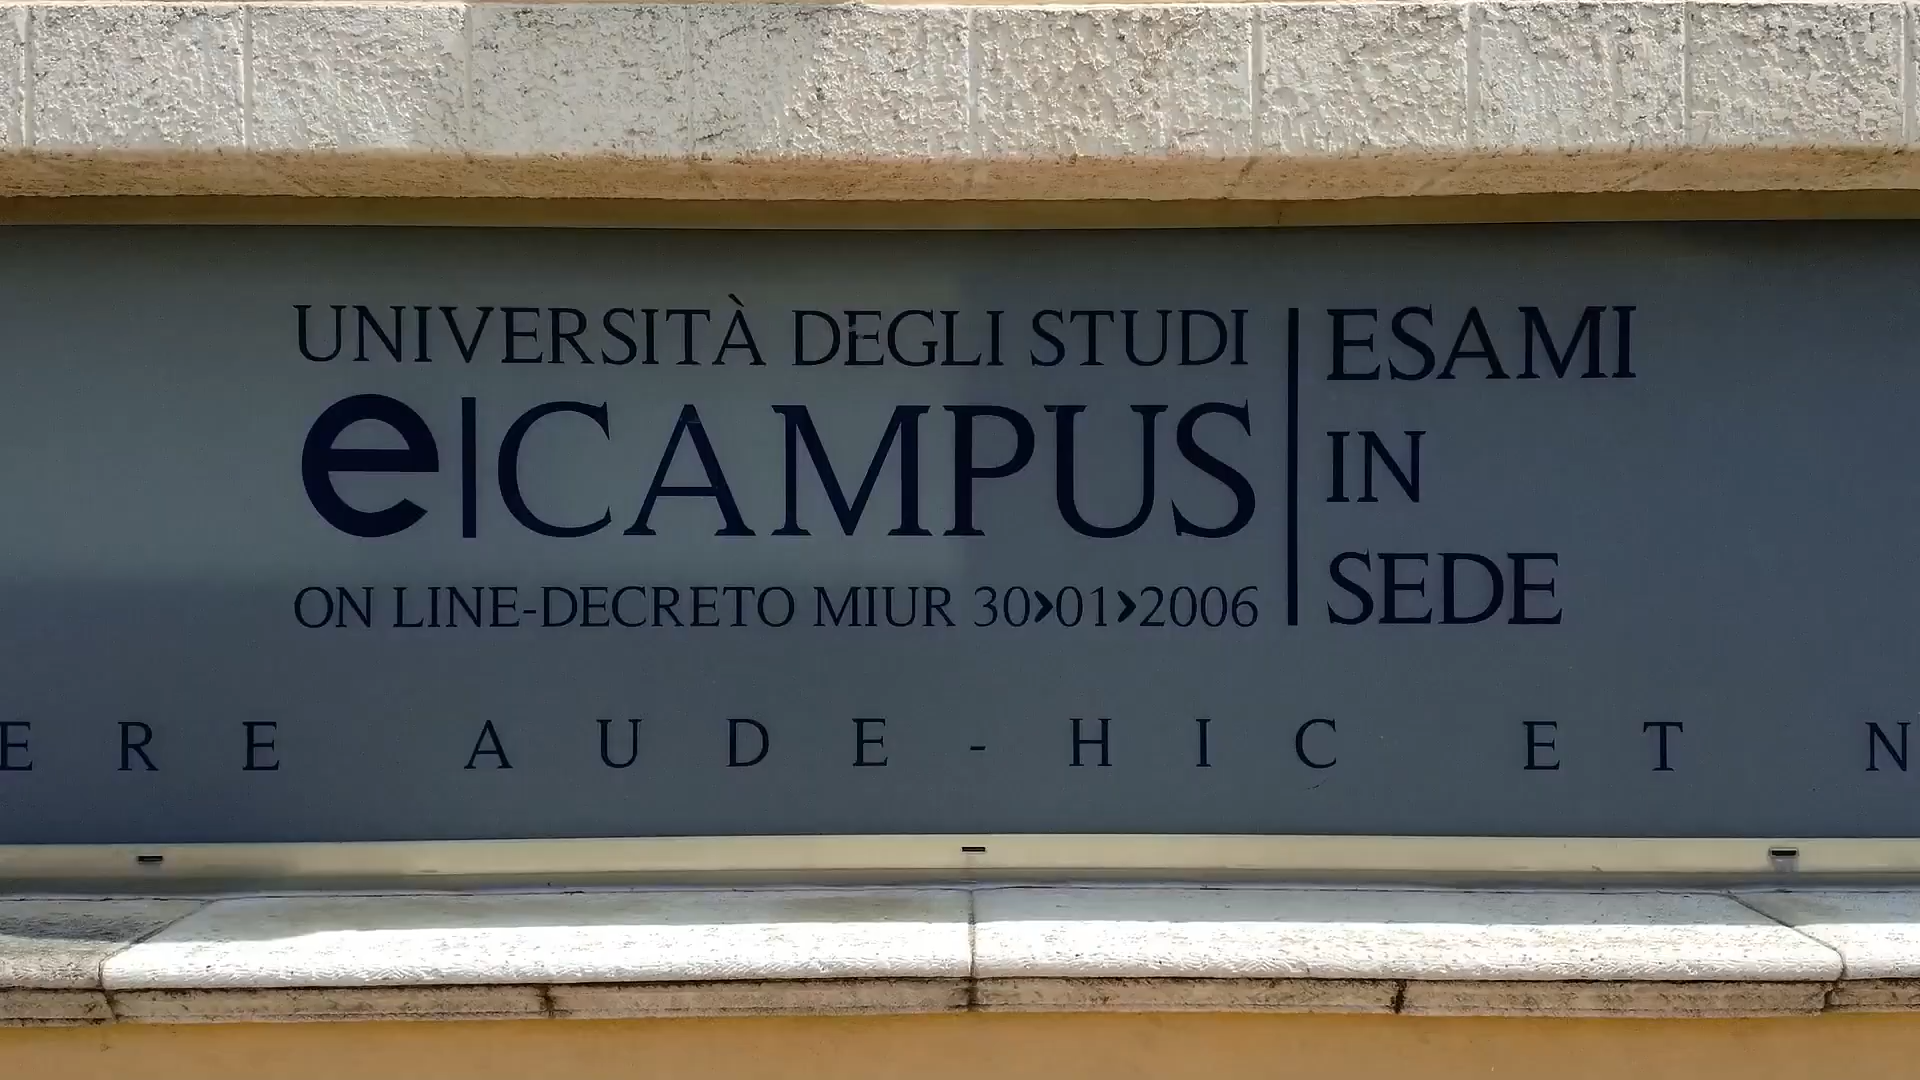 UNIVERSITÀ DEGLI STUDI
e|CAMPUS
ON LINE-DECRETO MIUR 30>01>2006
ESAMI
IN
SEDE
ERE AUDE - HIC ET N